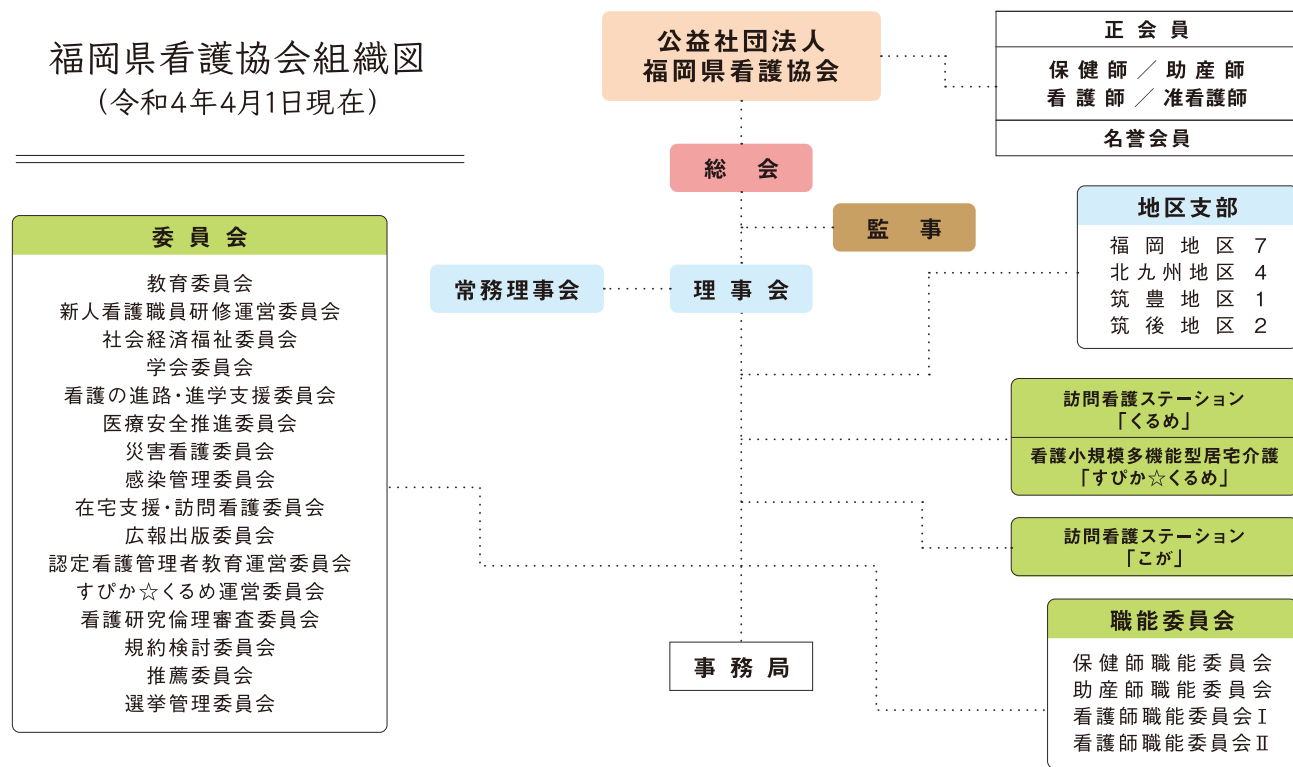 福岡県看護協会組織図
(令和4年4月1日現在)
公益社団法人
福岡県看護協会
正会員
保健師／助産師
看護師／准看護師
名誉会員
総会
監事
常務理事会
理事会
地区支部
福岡地区 7
北九州地区 4
筑豊地区 1
筑後地区 2
委員会
教育委員会
新人看護職員研修運営委員会
社会経済福祉委員会
学会委員会
看護の進路・進学支援委員会
医療安全推進委員会
災害看護委員会
感染管理委員会
在宅支援・訪問看護委員会
広報出版委員会
認定看護管理者教育運営委員会
すぴか☆くるめ運営委員会
看護研究倫理審査委員会
規約検討委員会
推薦委員会
選挙管理委員会
訪問看護ステーション
「くるめ」
看護小規模多機能型居宅介護
「すぴか☆くるめ」
訪問看護ステーション
「こが」
事務局
職能委員会
保健師職能委員会
助産師職能委員会
看護師職能委員会Ⅰ
看護師職能委員会Ⅱ